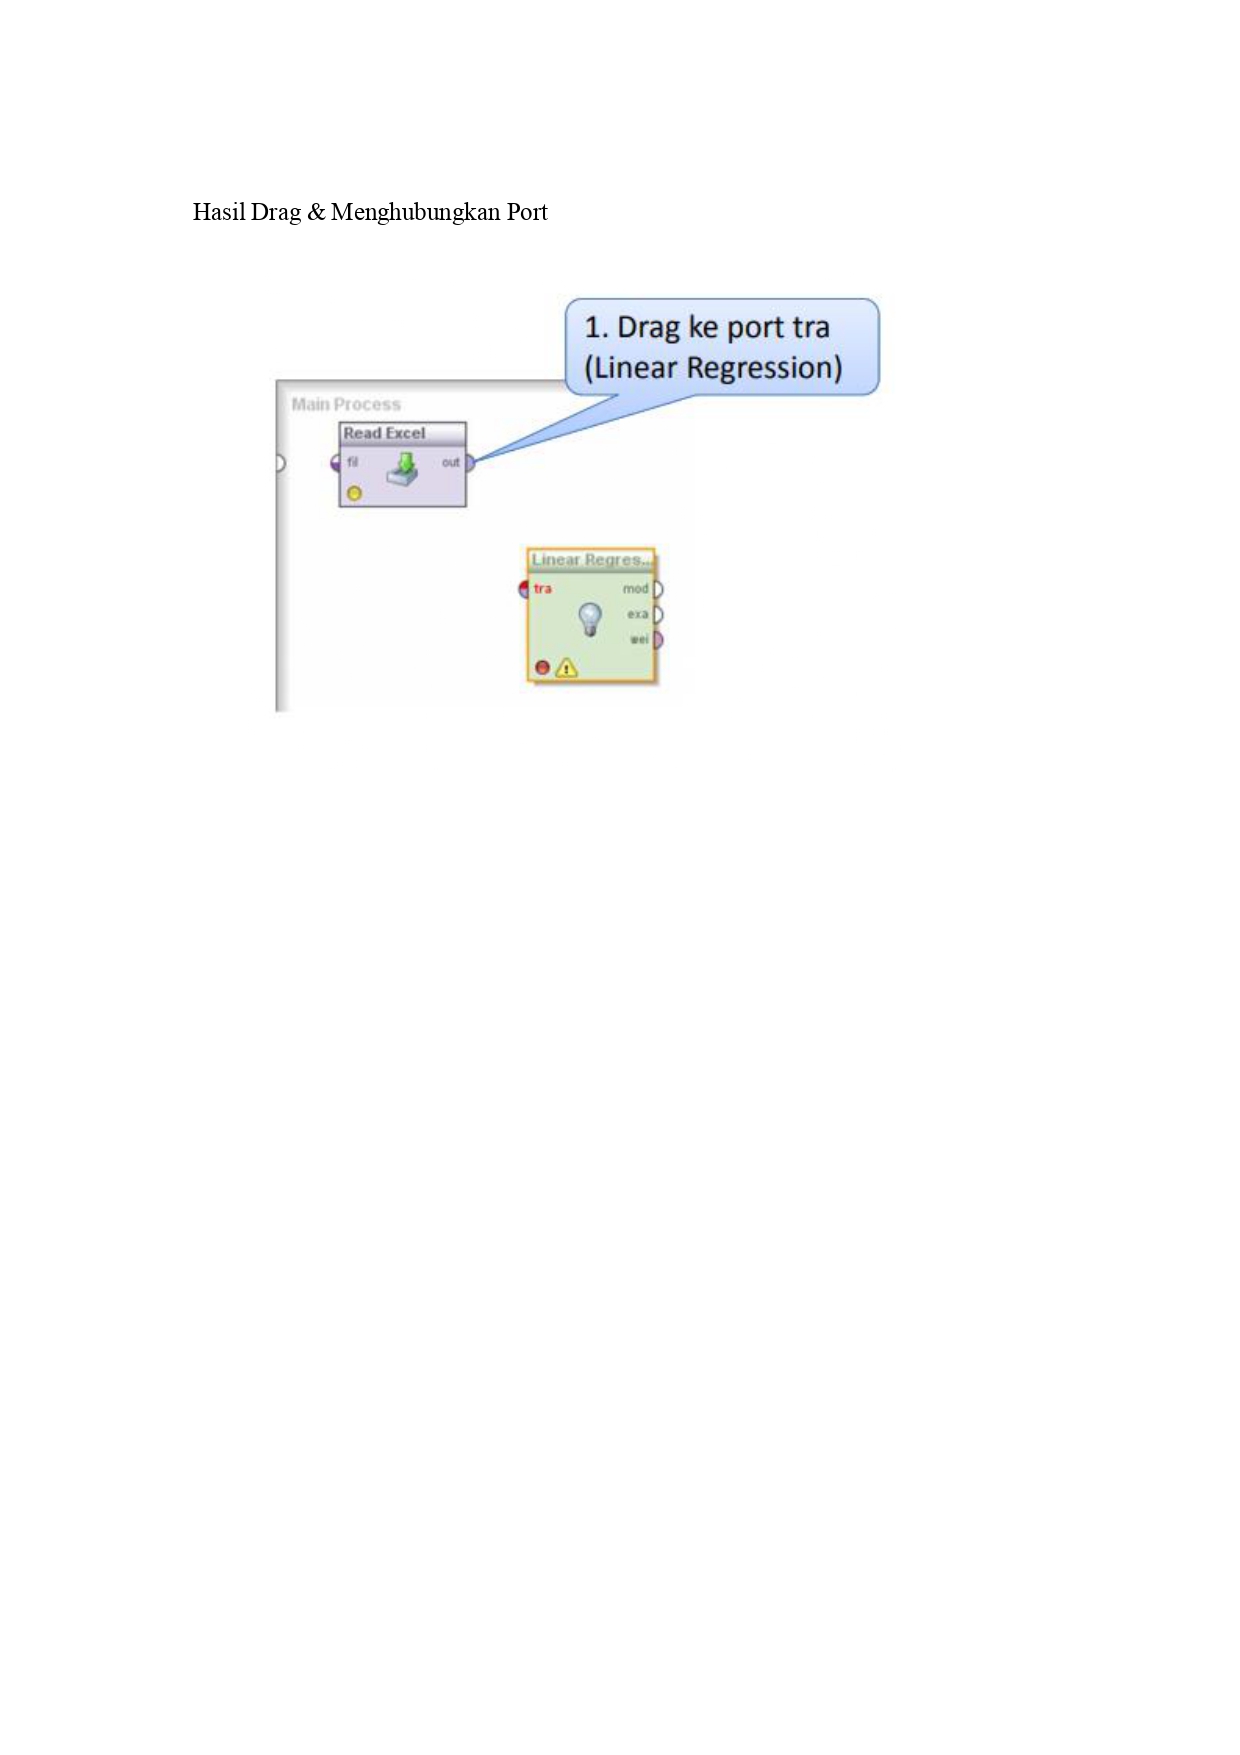 Hasil Drag & Menghubungkan Port
1. Drag ke port tra
(Linear Regression)
Main Process
Read Excel
fil
out
Linear Regres...
tra
mod
exa
wei